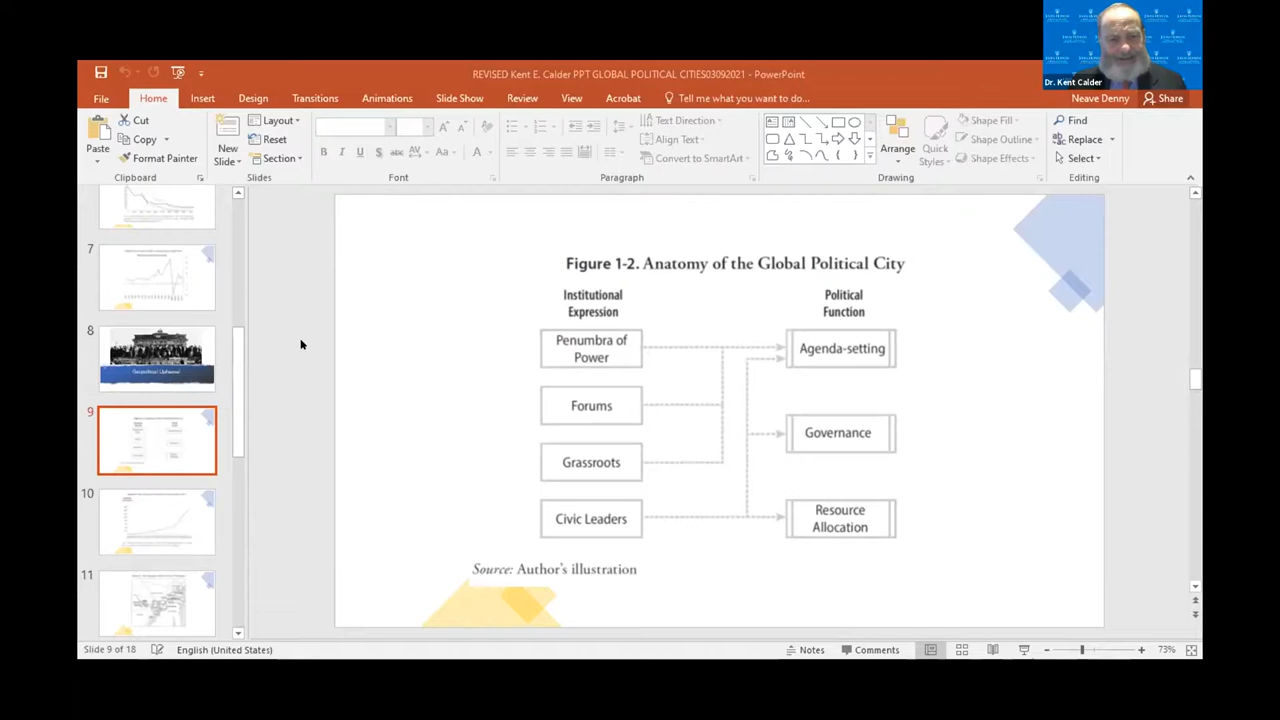 Dr. Kent Calder
REVISED Kent E. Calder PPT GLOBAL POLITICAL CITIES03092021 - PowerPoint
File
Home
Insert
Design
Transitions
Animations
Slide Show
Review
View
Acrobat
Tell me what you want to do...
Neave Denny
Share
Paste
Cut
Copy
Format Painter
Clipboard
New
Slide
Layout
Reset
Section
Slides
Font
Text Direction
Align Text
Convert to SmartArt
Paragraph
Arrange
Quick
Styles
Shape Fill
Shape Outline
Shape Effects
Drawing
Find
Replace
Select
Editing
7
8
9
10
11
Figure 1-2. Anatomy of the Global Political City
Institutional
Expression
Political
Function
Penumbra of
Power
Agenda-setting
Forums
Governance
Grassroots
Civic Leaders
Resource
Allocation
Source: Author's illustration
Slide 9 of 18
English (United States)
Notes
Comments
73%